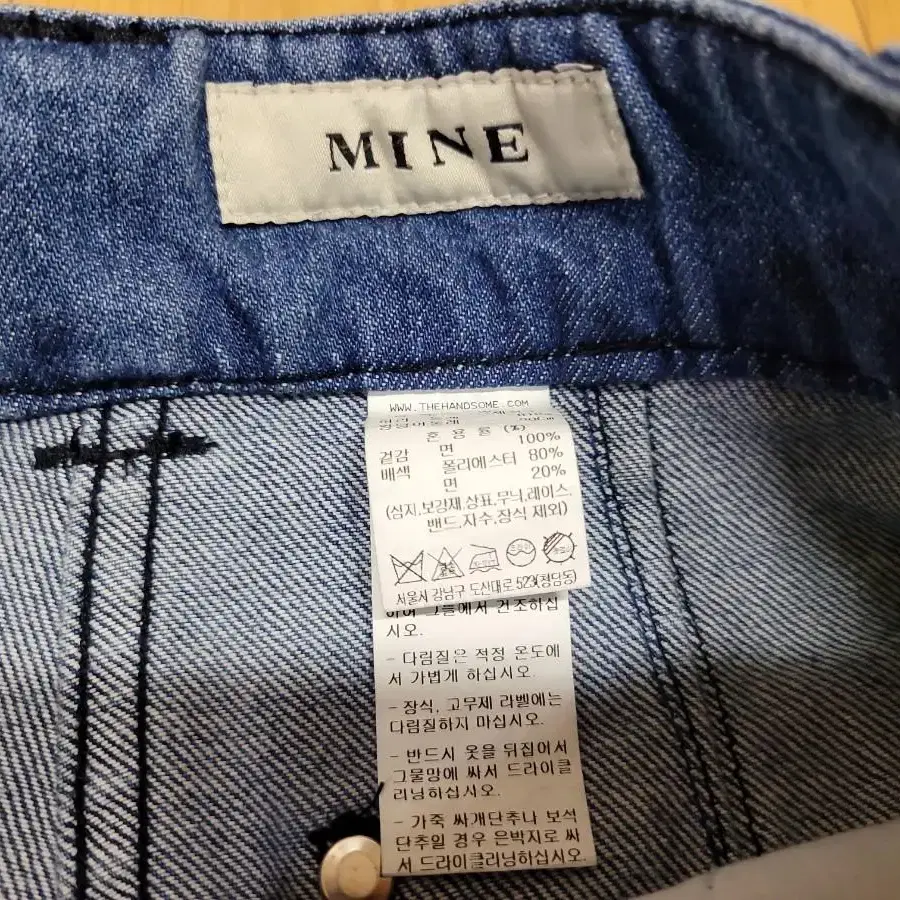 MINE
WWW.THEHANDSOME.COM
혼 용 율 (%)
겉감 면 100%
배색 폴리에스터 80%
면 20%
(심지,보강재,상표,무늬,레이스,
밴드,자수,장식 제외)
서울시 강남구 도산대로 523(청담동)
하여 그늘에서 건조하십
시오.
- 다림질은 적정 온도에
서 가볍게 하십시오.
- 장식, 고무제 라벨에는
다림질하지 마십시오.
- 반드시 옷을 뒤집어서
그물망에 싸서 드라이클
리닝하십시오.
- 가죽 싸개단추나 보석
단추일 경우 은박지로 싸
서 드라이클리닝하십시오.